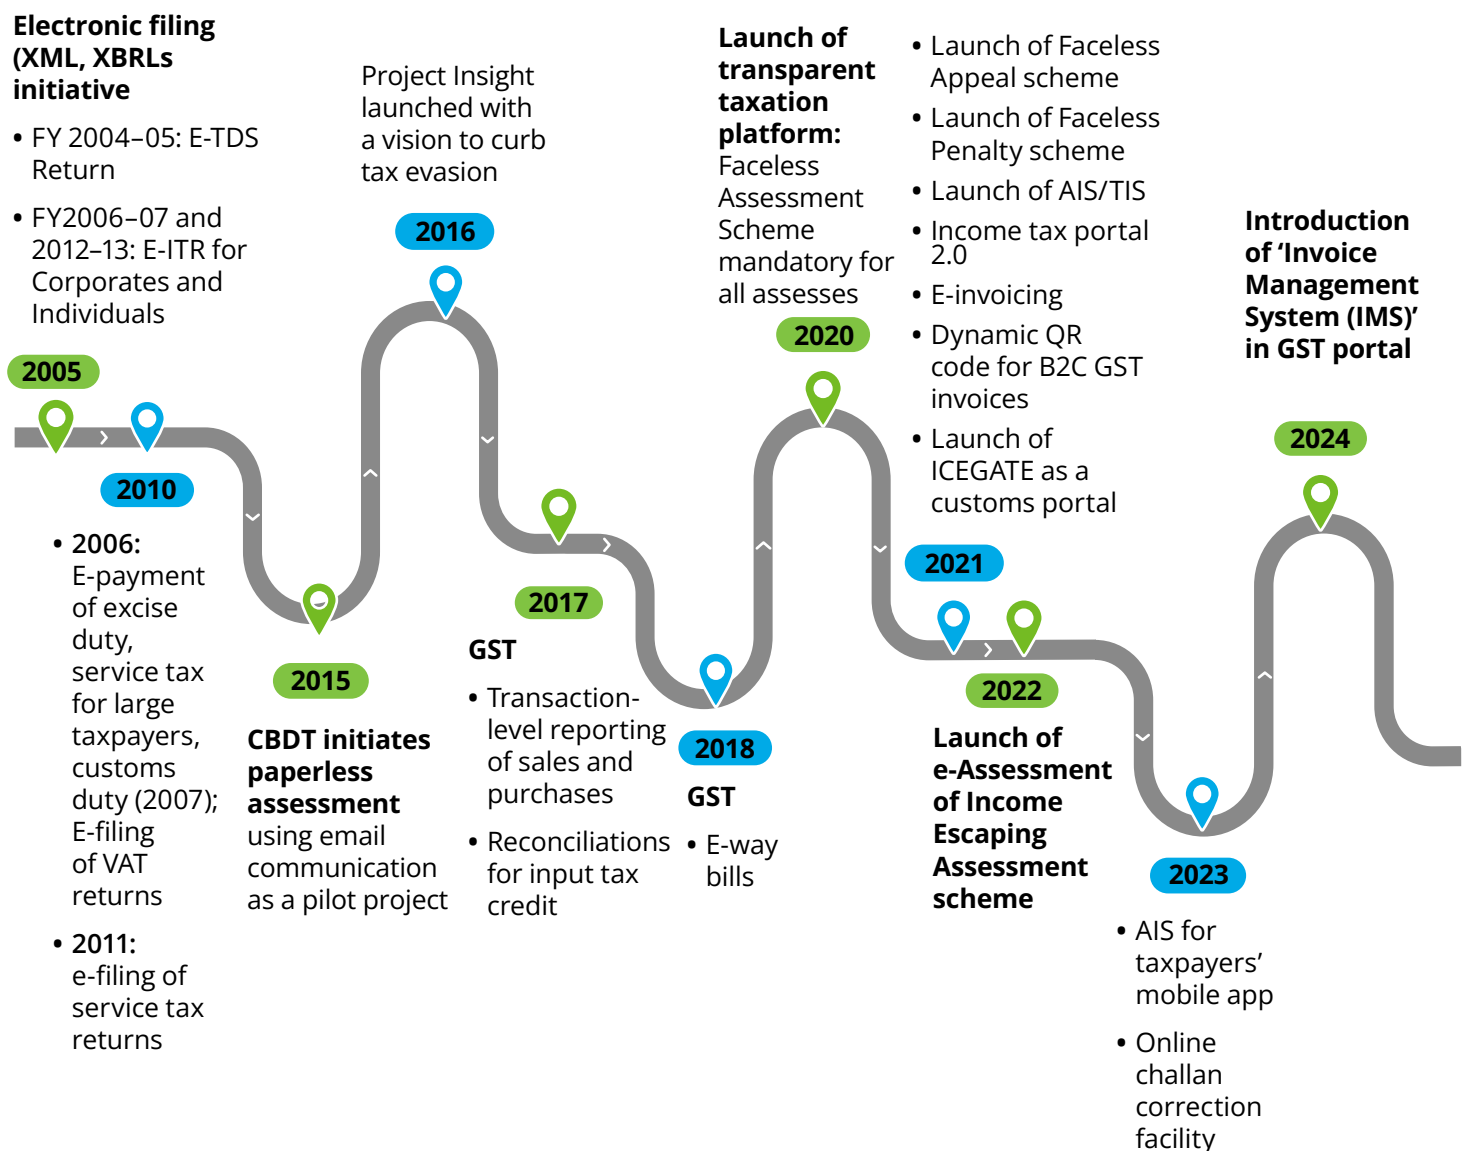 Electronic filing
(XML, XBRLs
initiative
• FY 2004–05: E-TDS
Return
• FY2006–07 and
2012–13: E-ITR for
Corporates and
Individuals
2005
2010
• 2006:
E-payment
of excise
duty,
service tax
for large
taxpayers,
customs
duty (2007);
E-filing
of VAT
returns
• 2011:
e-filing of
service tax
returns
2015
CBDT initiates
paperless
assessment
using email
communication
as a pilot project
Project Insight
launched with
a vision to curb
tax evasion
2016
2017
GST
• Transaction-
level reporting
of sales and
purchases
• Reconciliations
for input tax
credit
2018
GST
• E-way
bills
Launch of
transparent
taxation
platform:
Faceless
Assessment
Scheme
mandatory for
all assesses
2020
• Launch of Faceless
Appeal scheme
• Launch of Faceless
Penalty scheme
• Launch of AIS/TIS
• Income tax portal
2.0
• E-invoicing
• Dynamic QR
code for B2C GST
invoices
• Launch of
ICEGATE as a
customs portal
2021
2022
Launch of
e-Assessment
of Income
Escaping
Assessment
scheme
2023
• AIS for
taxpayers’
mobile app
• Online
challan
correction
facility
Introduction
of ‘Invoice
Management
System (IMS)’
in GST portal
2024